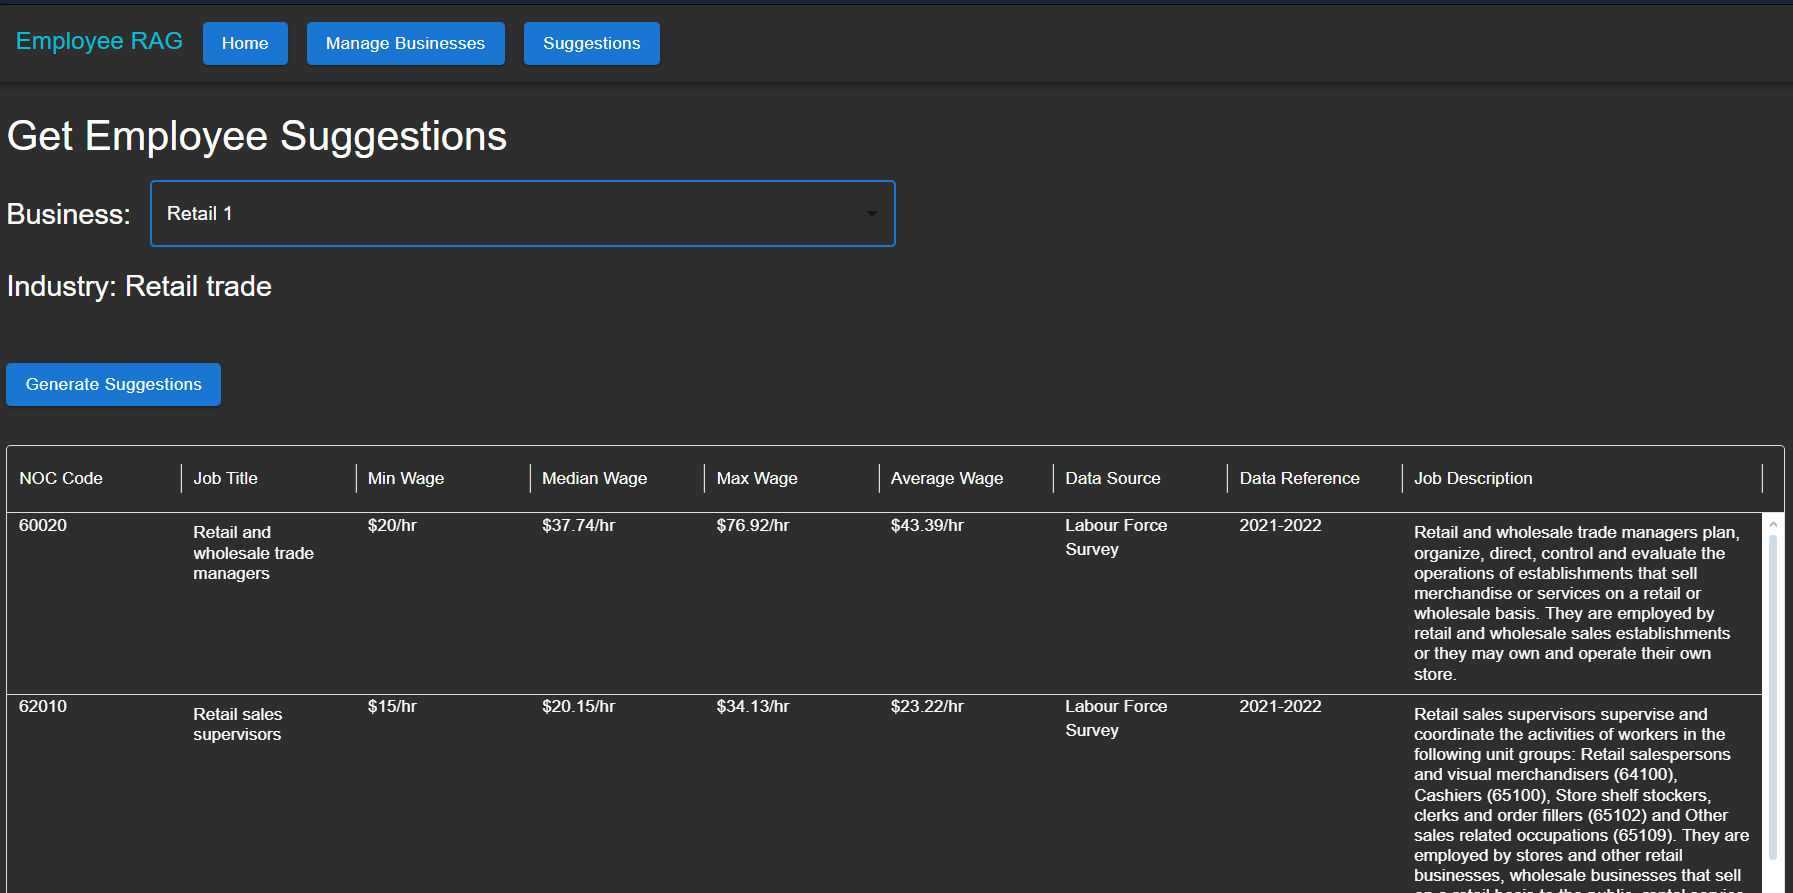 Employee RAG
Home
Manage Businesses
Suggestions
Get Employee Suggestions
Business:
Retail 1
Industry: Retail trade
Generate Suggestions
NOC Code
Job Title
Min Wage
Median Wage
Max Wage
Average Wage
Data Source
Data Reference
Job Description
60020
Retail and
wholesale trade
managers
$20/hr
$37.74/hr
$76.92/hr
$43.39/hr
Labour Force
Survey
2021-2022
Retail and wholesale trade managers plan,
organize, direct, control and evaluate the
operations of establishments that sell
merchandise or services on a retail or
wholesale basis. They are employed by
retail and wholesale sales establishments
or they may own and operate their own
store.
62010
Retail sales
supervisors
$15/hr
$20.15/hr
$34.13/hr
$23.22/hr
Labour Force
Survey
2021-2022
Retail sales supervisors supervise and
coordinate the activities of workers in the
following unit groups: Retail salespersons
and visual merchandisers (64100),
Cashiers (65100), Store shelf stockers,
clerks and order fillers (65102) and Other
sales related occupations (65109). They are
employed by stores and other retail
businesses, wholesale businesses that sell